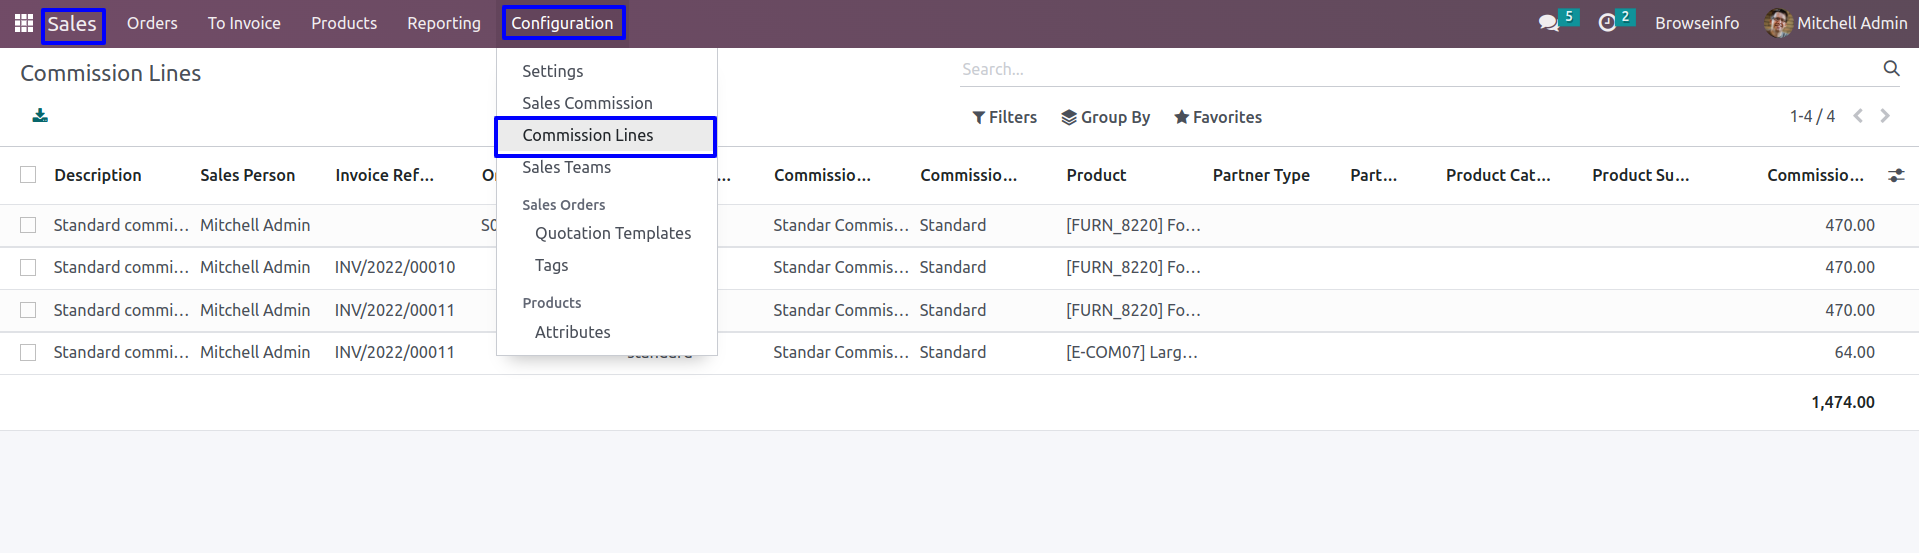 Sales Orders To Invoice Products Reporting Configuration 5 2 Browseinfo Mitchell Admin
Commission Lines
Search...
Filters Group By Favorites 1-4 / 4
Settings
Sales Commission
Commission Lines
Sales Teams
Sales Orders
Quotation Templates
Tags
Products
Attributes
Description Sales Person Invoice Ref... ... Commissio... Commissio... Product Partner Type Part... Product Cat... Product Su... Commissio...
Standard commi... Mitchell Admin Standar Commis... Standard [FURN_8220] Fo... 470.00
Standard commi... Mitchell Admin INV/2022/00010 Standar Commis... Standard [FURN_8220] Fo... 470.00
Standard commi... Mitchell Admin INV/2022/00011 Standar Commis... Standard [FURN_8220] Fo... 470.00
Standard commi... Mitchell Admin INV/2022/00011 Standar Commis... Standard [E-COM07] Larg... 64.00
1,474.00